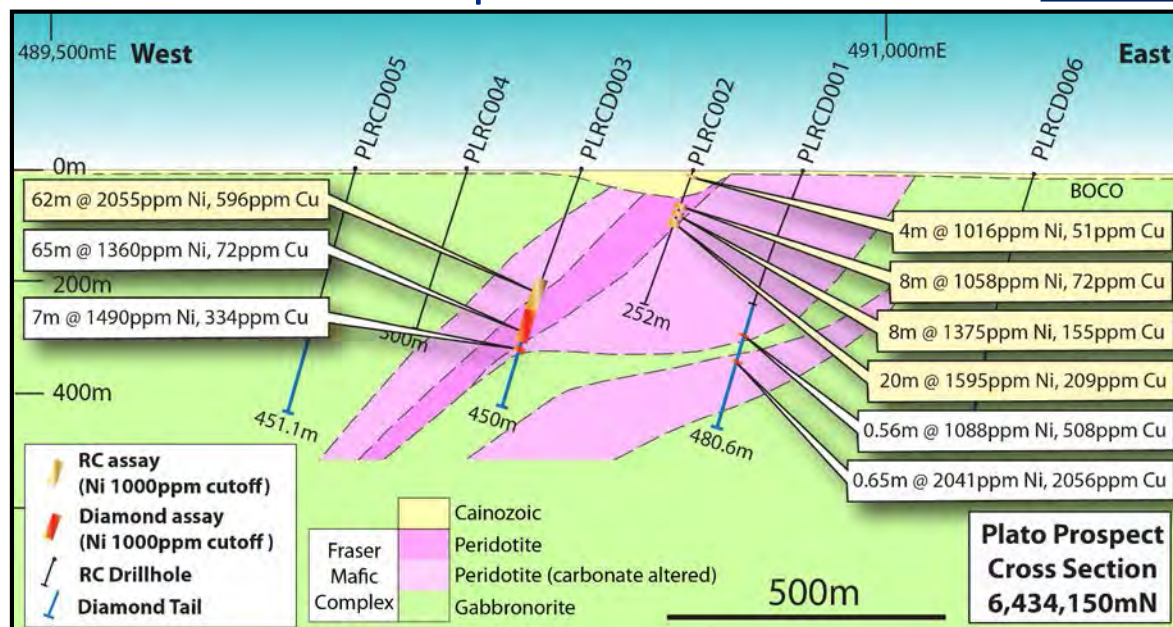 489,500mE
West
491,000mE
East
PLRCD005
PLRC004
PLRCD003
PLRC002
PLRCD001
PLRCD006
0m
BOCO
62m @ 2055ppm Ni, 596ppm Cu
65m @ 1360ppm Ni, 72ppm Cu
7m @ 1490ppm Ni, 334ppm Cu
4m @ 1016ppm Ni, 51ppm Cu
8m @ 1058ppm Ni, 72ppm Cu
8m @ 1375ppm Ni, 155ppm Cu
20m @ 1595ppm Ni, 209ppm Cu
0.56m @ 1088ppm Ni, 508ppm Cu
0.65m @ 2041ppm Ni, 2056ppm Cu
200m
400m
252m
451.1m
450m
480.6m
RC assay
(Ni 1000ppm cutoff)
Diamond assay
(Ni 1000ppm cutoff)
RC Drillhole
Diamond Tail
Fraser
Mafic
Complex
Cainozoic
Peridotite
Peridotite (carbonate altered)
Gabbronorite
500m
Plato Prospect
Cross Section
6,434,150mN